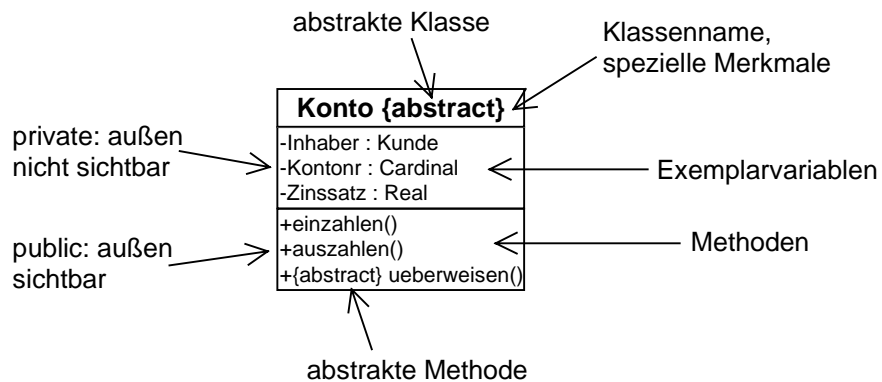 abstrakte Klasse
Klassenname,
spezielle Merkmale
Konto {abstract}
private: außen
nicht sichtbar
-Inhaber : Kunde
-Kontonr : Cardinal
-Zinssatz : Real
Exemplarvariablen
public: außen
sichtbar
+einzahlen()
+auszahlen()
+{abstract} ueberweisen()
Methoden
abstrakte Methode